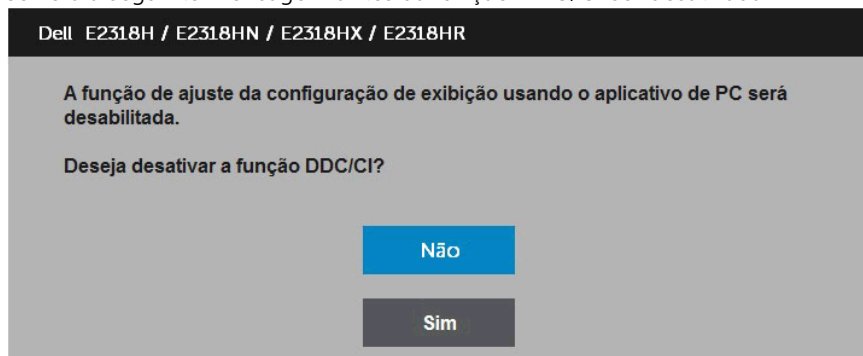 Dell E2318H / E2318HN / E2318HX / E2318HR
A função de ajuste da configuração de exibição usando o aplicativo de PC será
desabilitada.
Deseja desativar a função DDC/CI?
Não
Sim